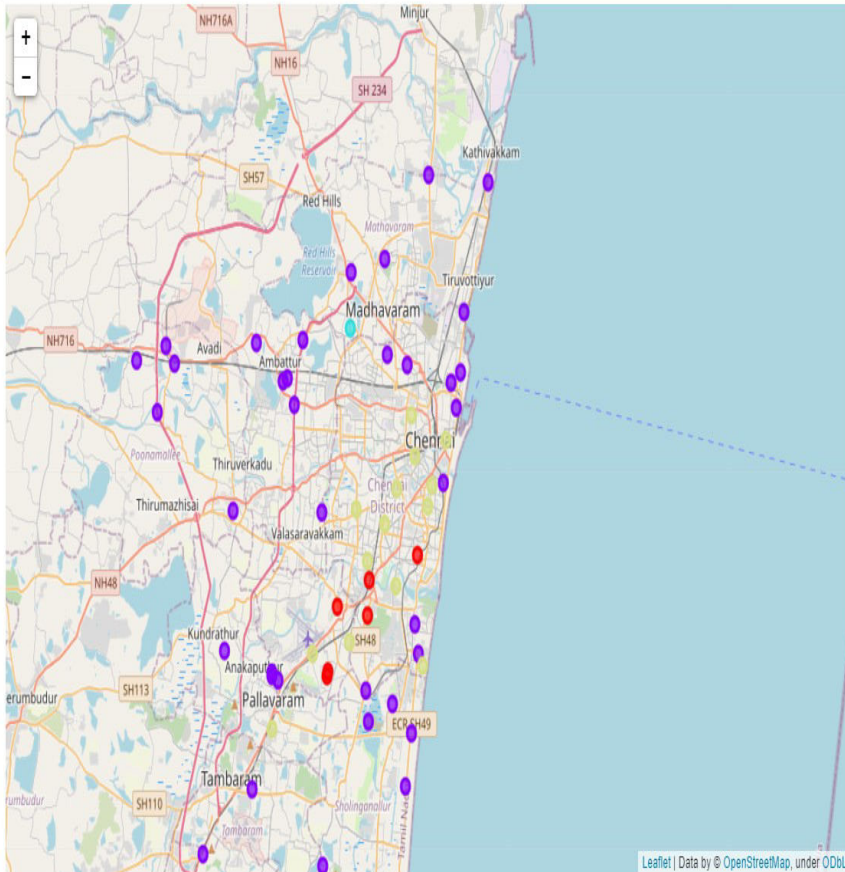 Minjur
NH716A
+
NH16
-
SH 234
Kathivakkam
SH57
Red Hills
Mathavaram
Red Hills
Reservoir
Tiruvottiyur
Madhavaram
NH716
Avadi
Ambattur
Chennai
Poonamallee
Thiruverkadu
Chennai
District
Thirumazhisai
Valasaravakkam
NH48
Kundrathur
SH48
Anakaputhur
SH113
erumbudur
Pallavaram
ECR SH49
Tambaram
rumbudur
SH110
Sholinganallur
Tambaram
Tamil Na
Leaflet | Data by © OpenStreetMap, under ODbL